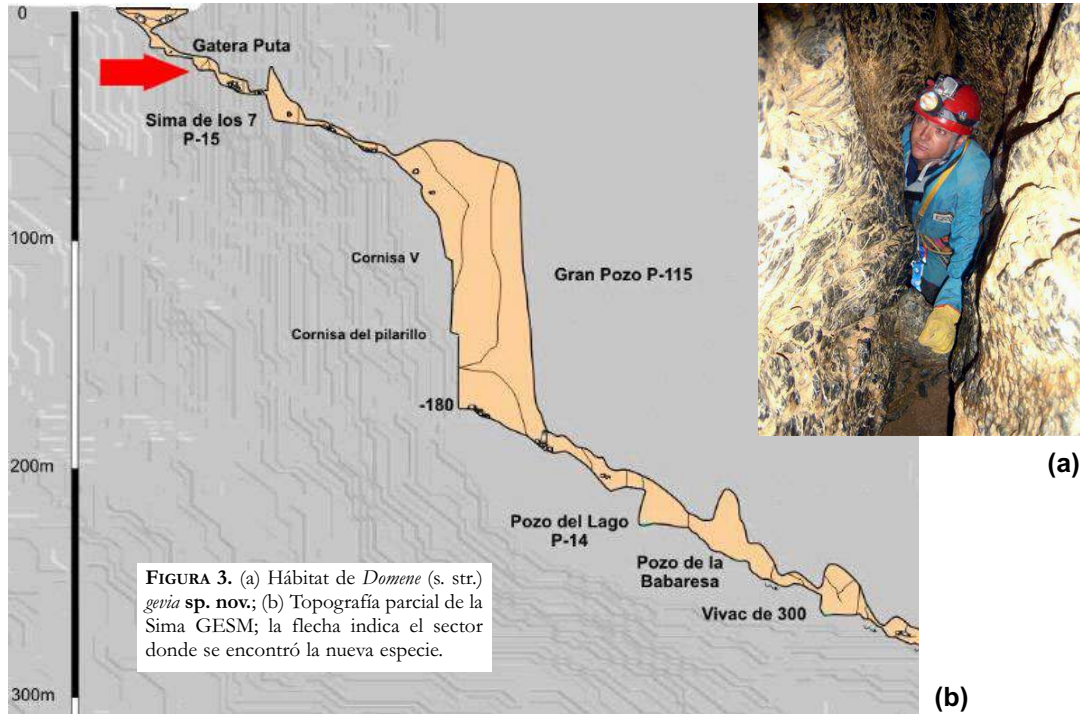 0
Gatera Puta
Sima de los 7
P-15
100m
Cornisa V
Gran Pozo P-115
Cornisa del pilarillo
-180
(a)
200m
Pozo del Lago
P-14
Pozo de la
Babaresa
Vivac de 300
FIGURA 3. (a) Hábitat de Domene (s. str.)
gevia sp. nov.; (b) Topografía parcial de la
Sima GESM; la flecha indica el sector
donde se encontró la nueva especie.
300m
(b)